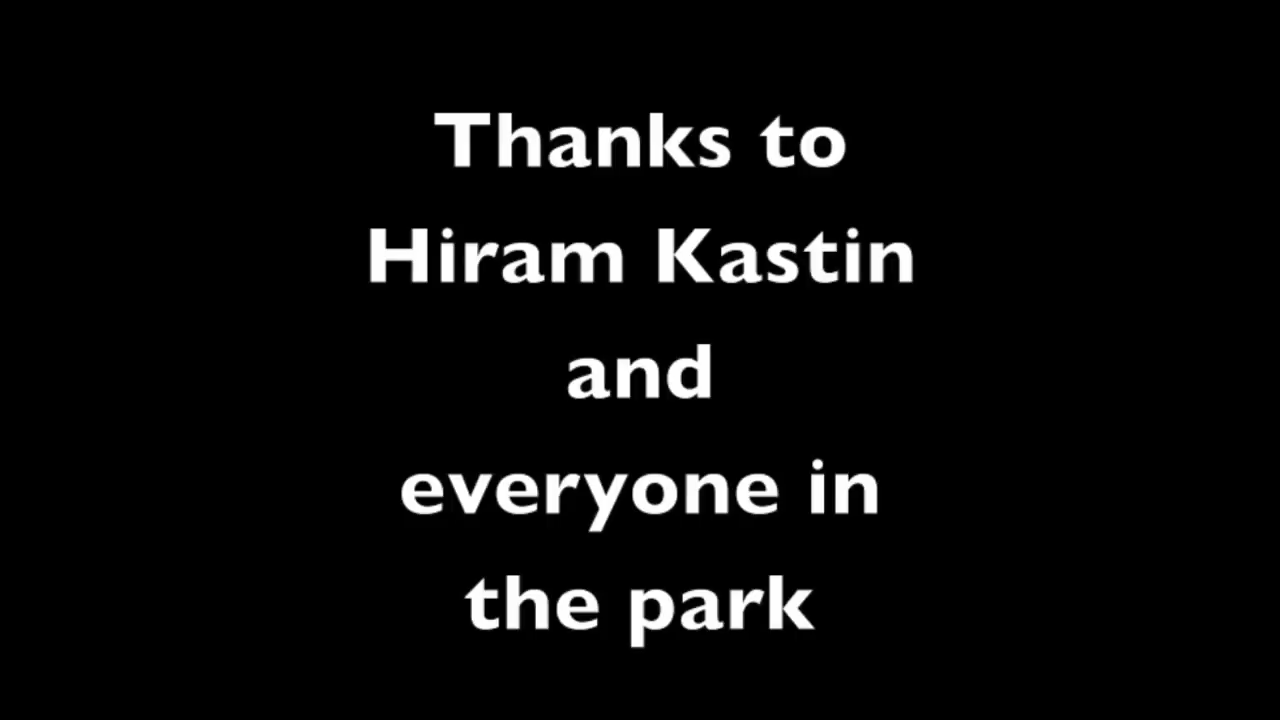 Thanks to
Hiram Kastin
and
everyone in
the park